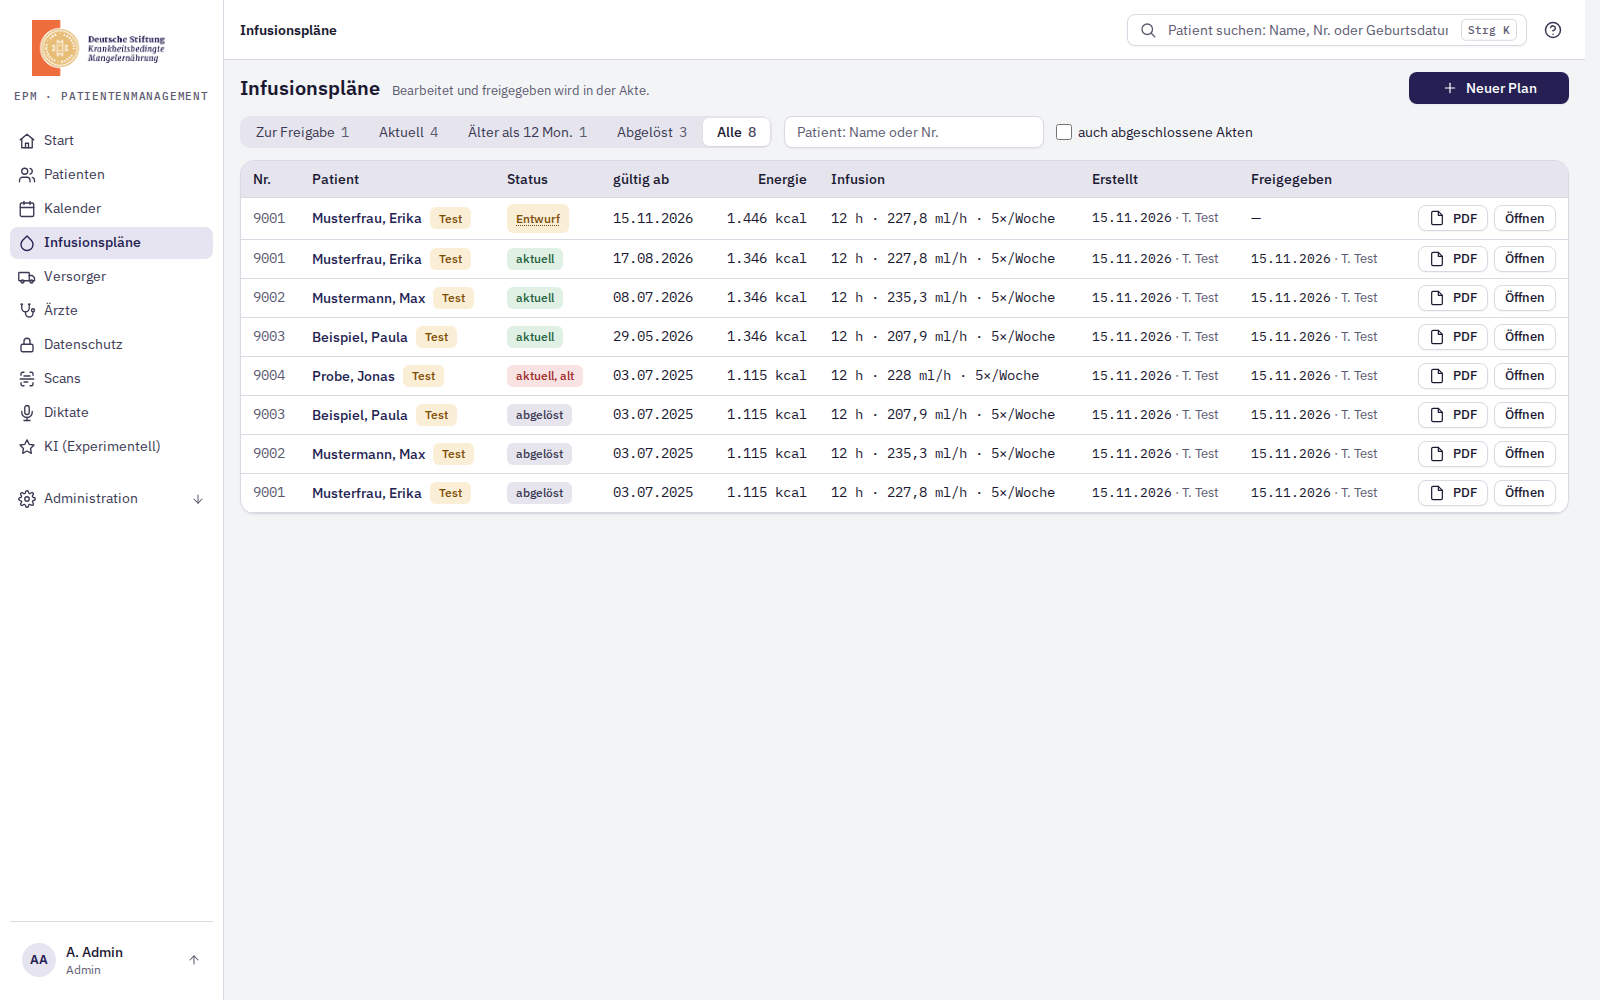 Deutsche Stiftung
Krankheitsbedingte
Mangelernährung
EPM · PATIENTENMANAGEMENT
Start
Patienten
Kalender
Infusionspläne
Versorger
Ärzte
Datenschutz
Scans
Diktate
KI (Experimentell)
Administration
AA
A. Admin
Admin
Infusionspläne
Patient suchen: Name, Nr. oder Geburtsdatur Strg K
Infusionspläne Bearbeitet und freigegeben wird in der Akte.
Neuer Plan
Zur Freigabe 1 Aktuell 4 Älter als 12 Mon. 1 Abgelöst 3 Alle 8 Patient: Name oder Nr. auch abgeschlossene Akten
Nr. Patient Status gültig ab Energie Infusion Erstellt Freigegeben
9001 Musterfrau, Erika Test Entwurf 15.11.2026 1.446 kcal 12 h · 227,8 ml/h · 5×/Woche 15.11.2026 · T. Test — PDF Öffnen
9001 Musterfrau, Erika Test aktuell 17.08.2026 1.346 kcal 12 h · 227,8 ml/h · 5×/Woche 15.11.2026 · T. Test 15.11.2026 · T. Test PDF Öffnen
9002 Mustermann, Max Test aktuell 08.07.2026 1.346 kcal 12 h · 235,3 ml/h · 5×/Woche 15.11.2026 · T. Test 15.11.2026 · T. Test PDF Öffnen
9003 Beispiel, Paula Test aktuell 29.05.2026 1.346 kcal 12 h · 207,9 ml/h · 5×/Woche 15.11.2026 · T. Test 15.11.2026 · T. Test PDF Öffnen
9004 Probe, Jonas Test aktuell, alt 03.07.2025 1.115 kcal 12 h · 228 ml/h · 5×/Woche 15.11.2026 · T. Test 15.11.2026 · T. Test PDF Öffnen
9003 Beispiel, Paula Test abgelöst 03.07.2025 1.115 kcal 12 h · 207,9 ml/h · 5×/Woche 15.11.2026 · T. Test 15.11.2026 · T. Test PDF Öffnen
9002 Mustermann, Max Test abgelöst 03.07.2025 1.115 kcal 12 h · 235,3 ml/h · 5×/Woche 15.11.2026 · T. Test 15.11.2026 · T. Test PDF Öffnen
9001 Musterfrau, Erika Test abgelöst 03.07.2025 1.115 kcal 12 h · 227,8 ml/h · 5×/Woche 15.11.2026 · T. Test 15.11.2026 · T. Test PDF Öffnen